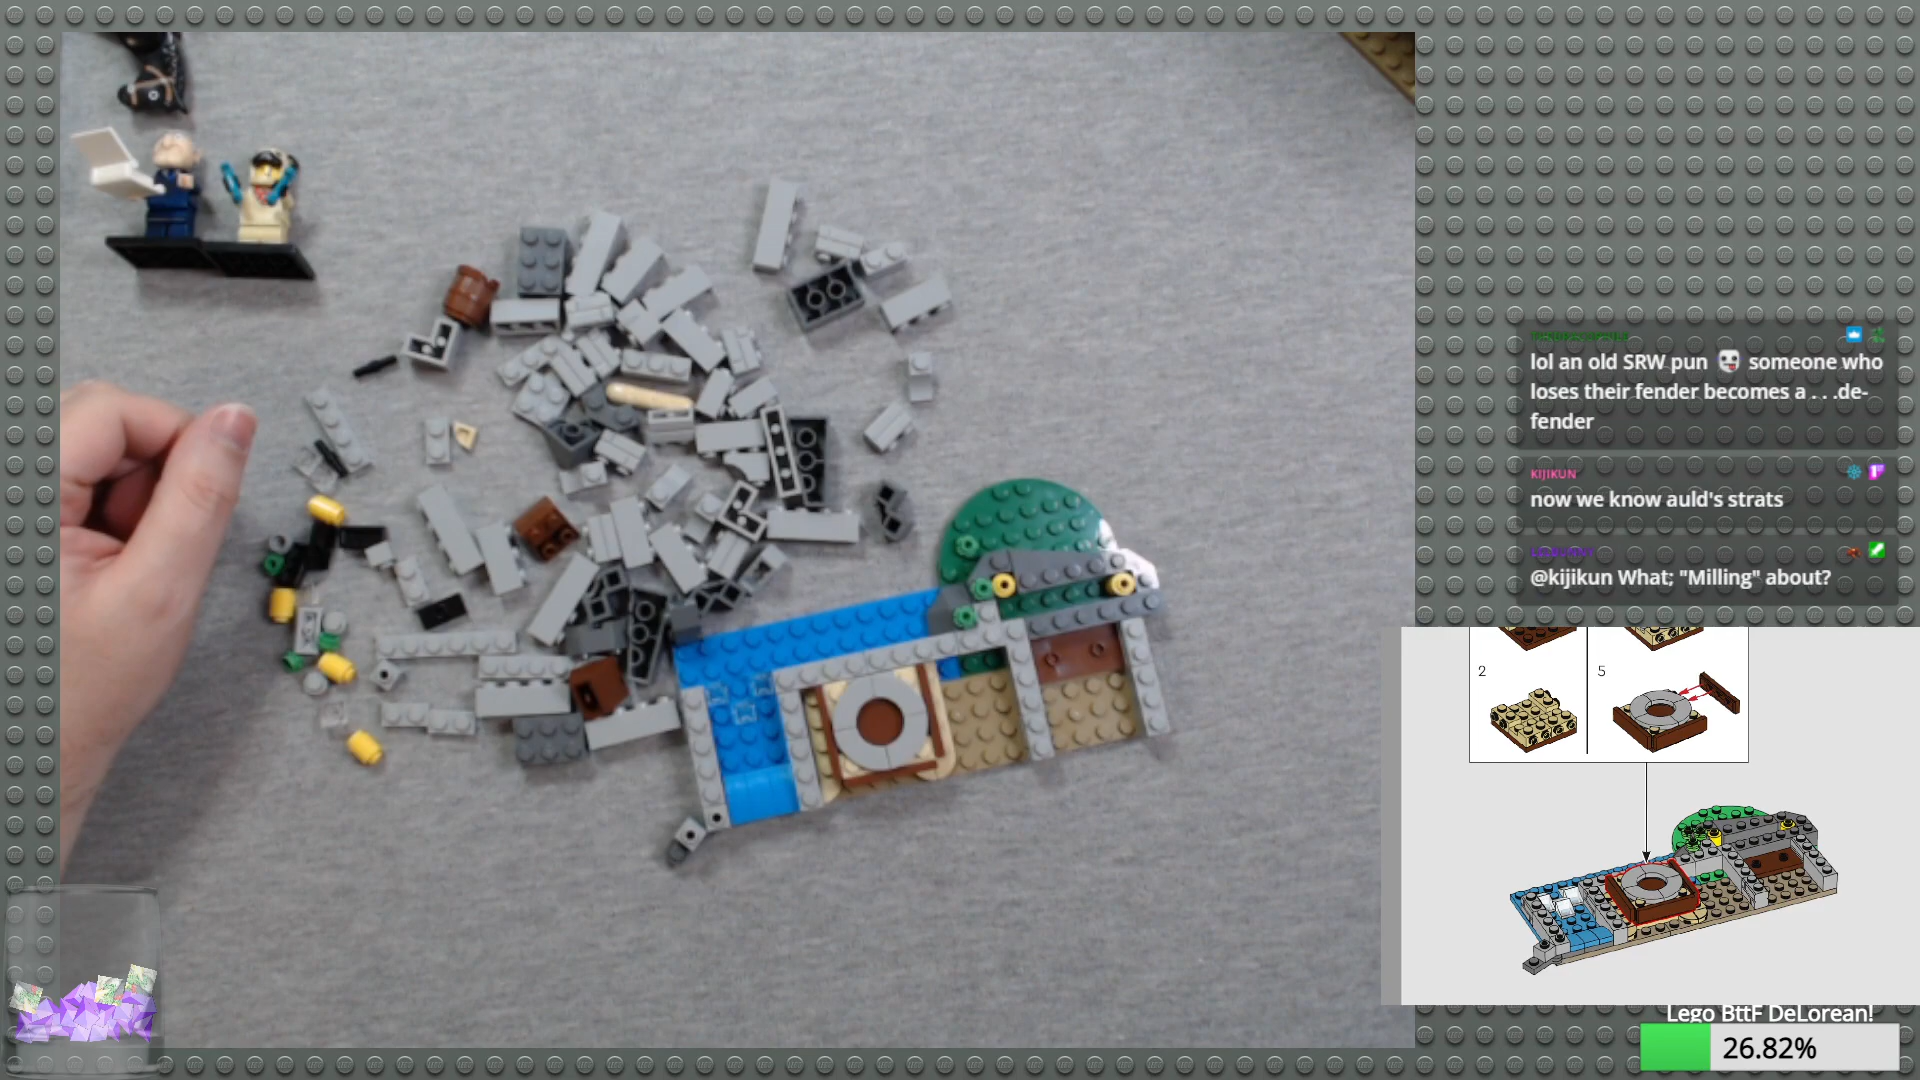 lol an old SRW pun someone who
loses their fender becomes a . . .de-
fender
KIJIKUN
now we know auld's strats
@kijikun What; "Milling" about?
2
5
Lego BttF DeLorean!
26.82%